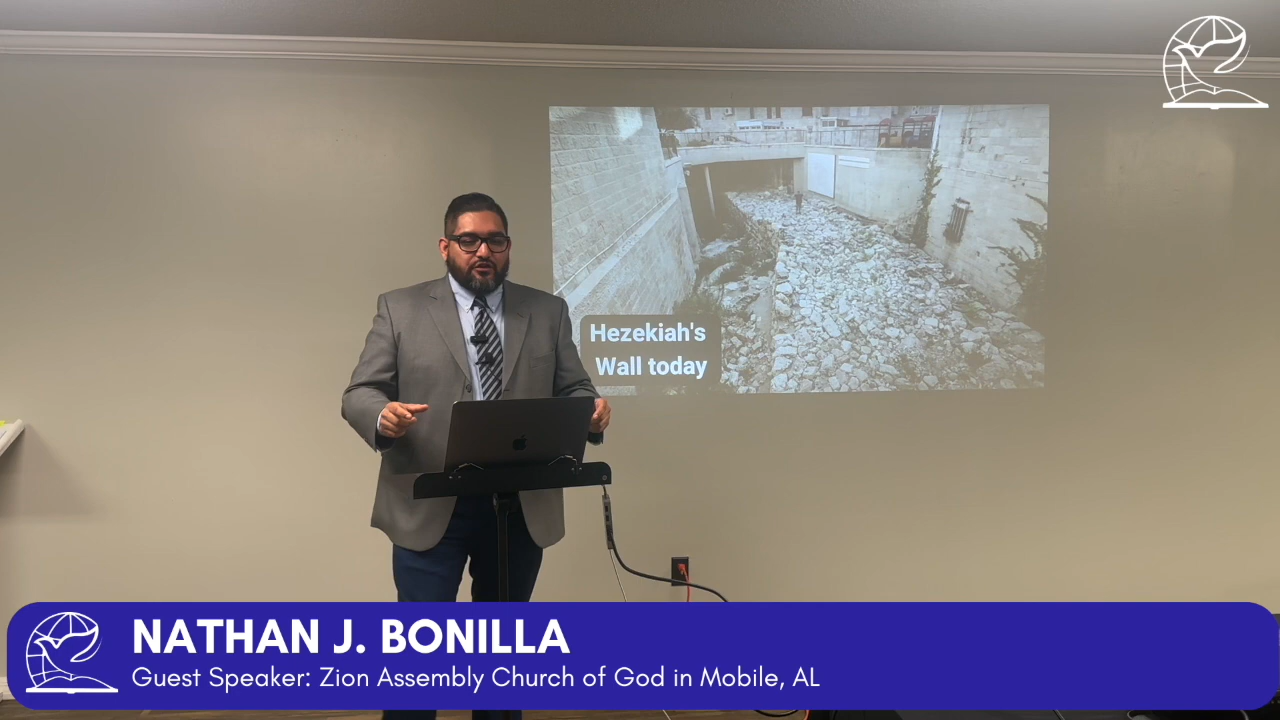 Hezekiah's
Wall today
NATHAN J. BONILLA
Guest Speaker: Zion Assembly Church of God in Mobile, AL